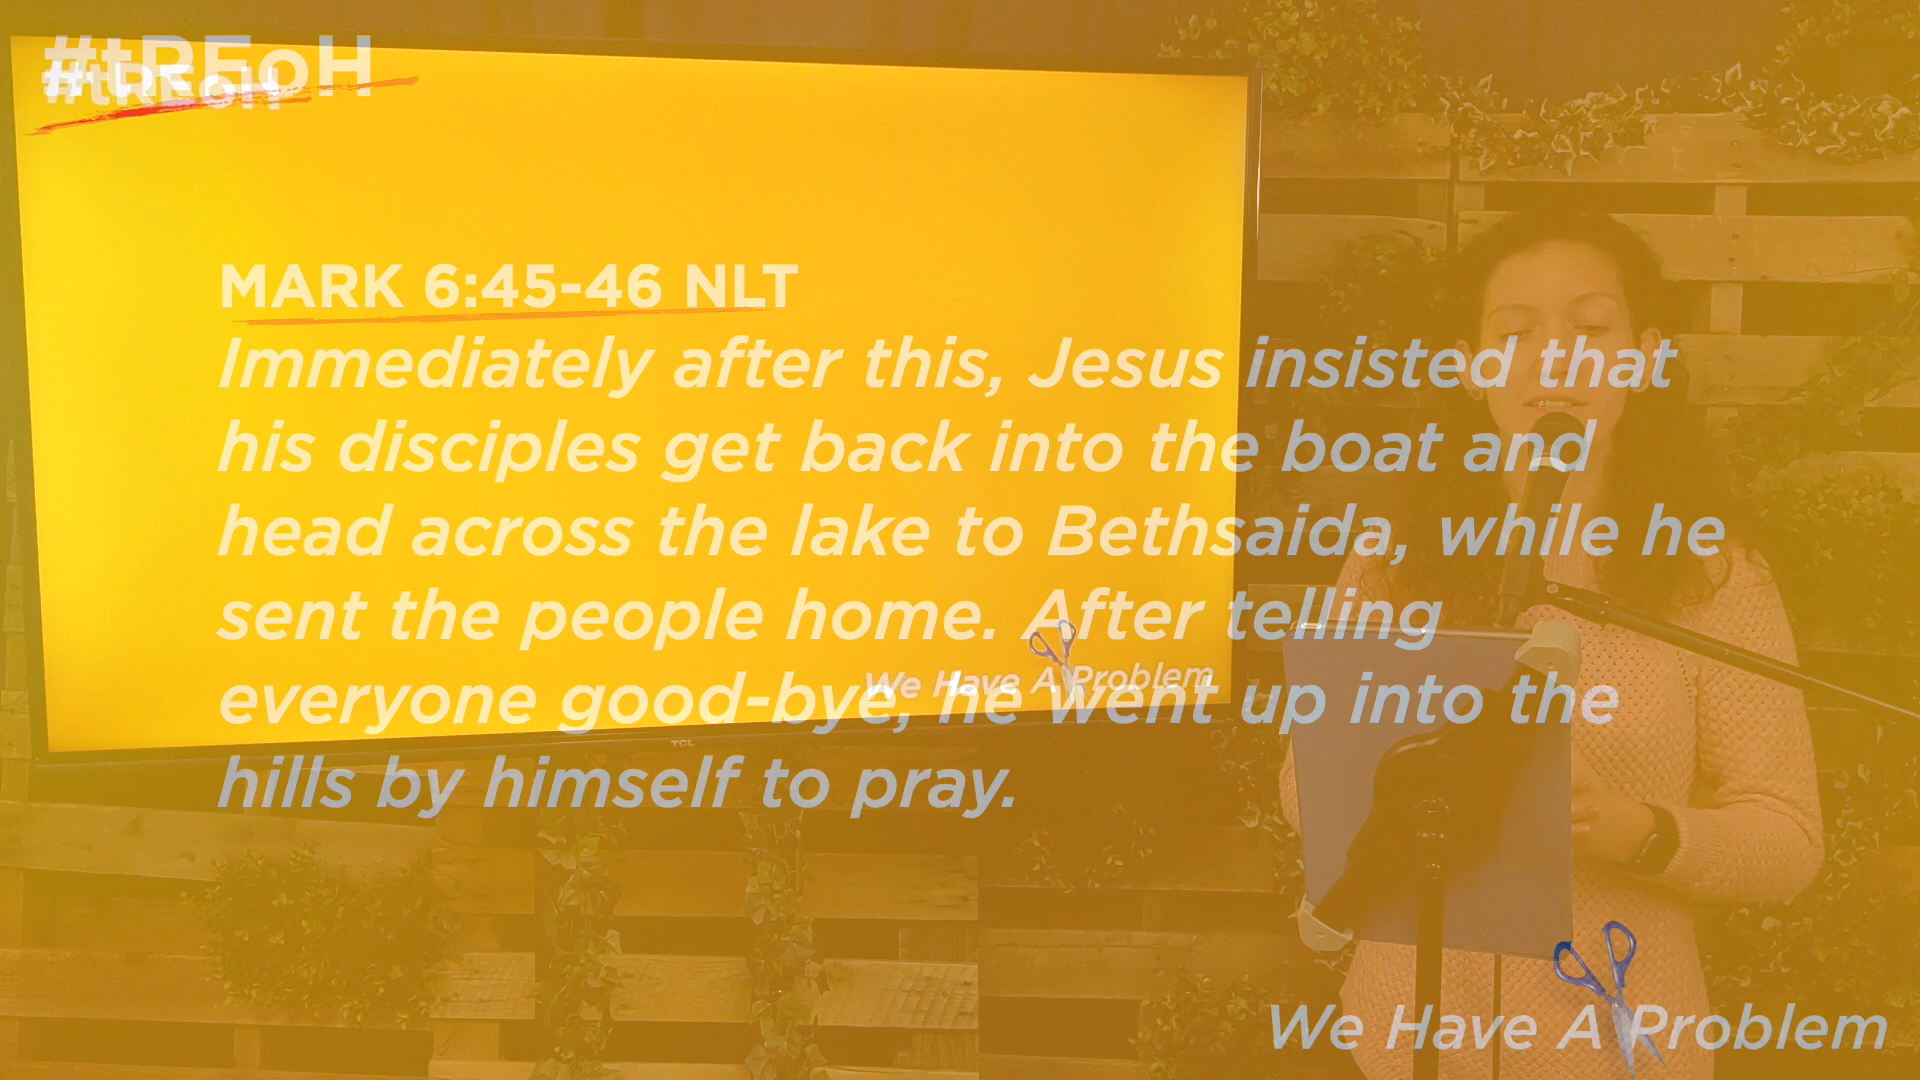 #tREoH
#tREoH
MARK 6:45-46 NLT
Immediately after this, Jesus insisted that
his disciples get back into the boat and
head across the lake to Bethsaida, while he
sent the people home. After telling
everyone good-bye, he went up into the
hills by himself to pray.
We Have A Problem
TCL
We Have A Problem